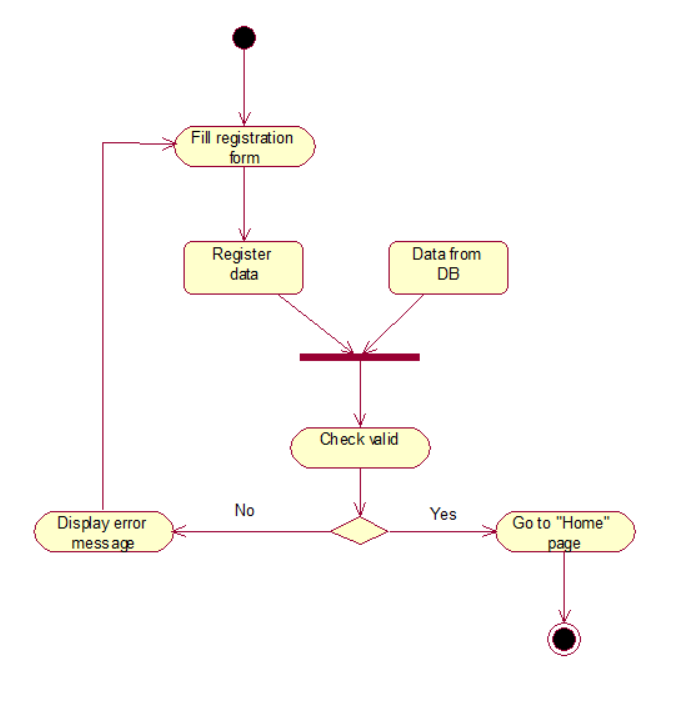 Fill registration
form
Register
data
Data from
DB
Check valid
No
Yes
Display error
message
Go to "Home"
page